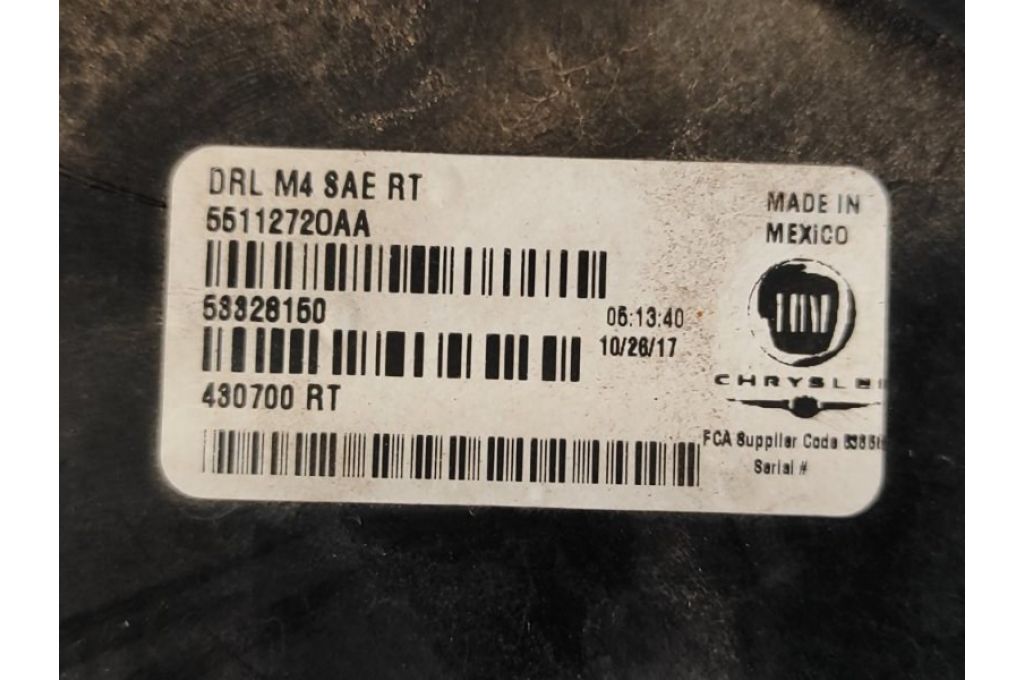 DRL M4 SAE RT
55112720AA
53328150
430700 RT
MADE IN
MEXICO
05:13:40
10/26/17
FIAT
CHRYSLER
FCA Supplier Code
Serial #